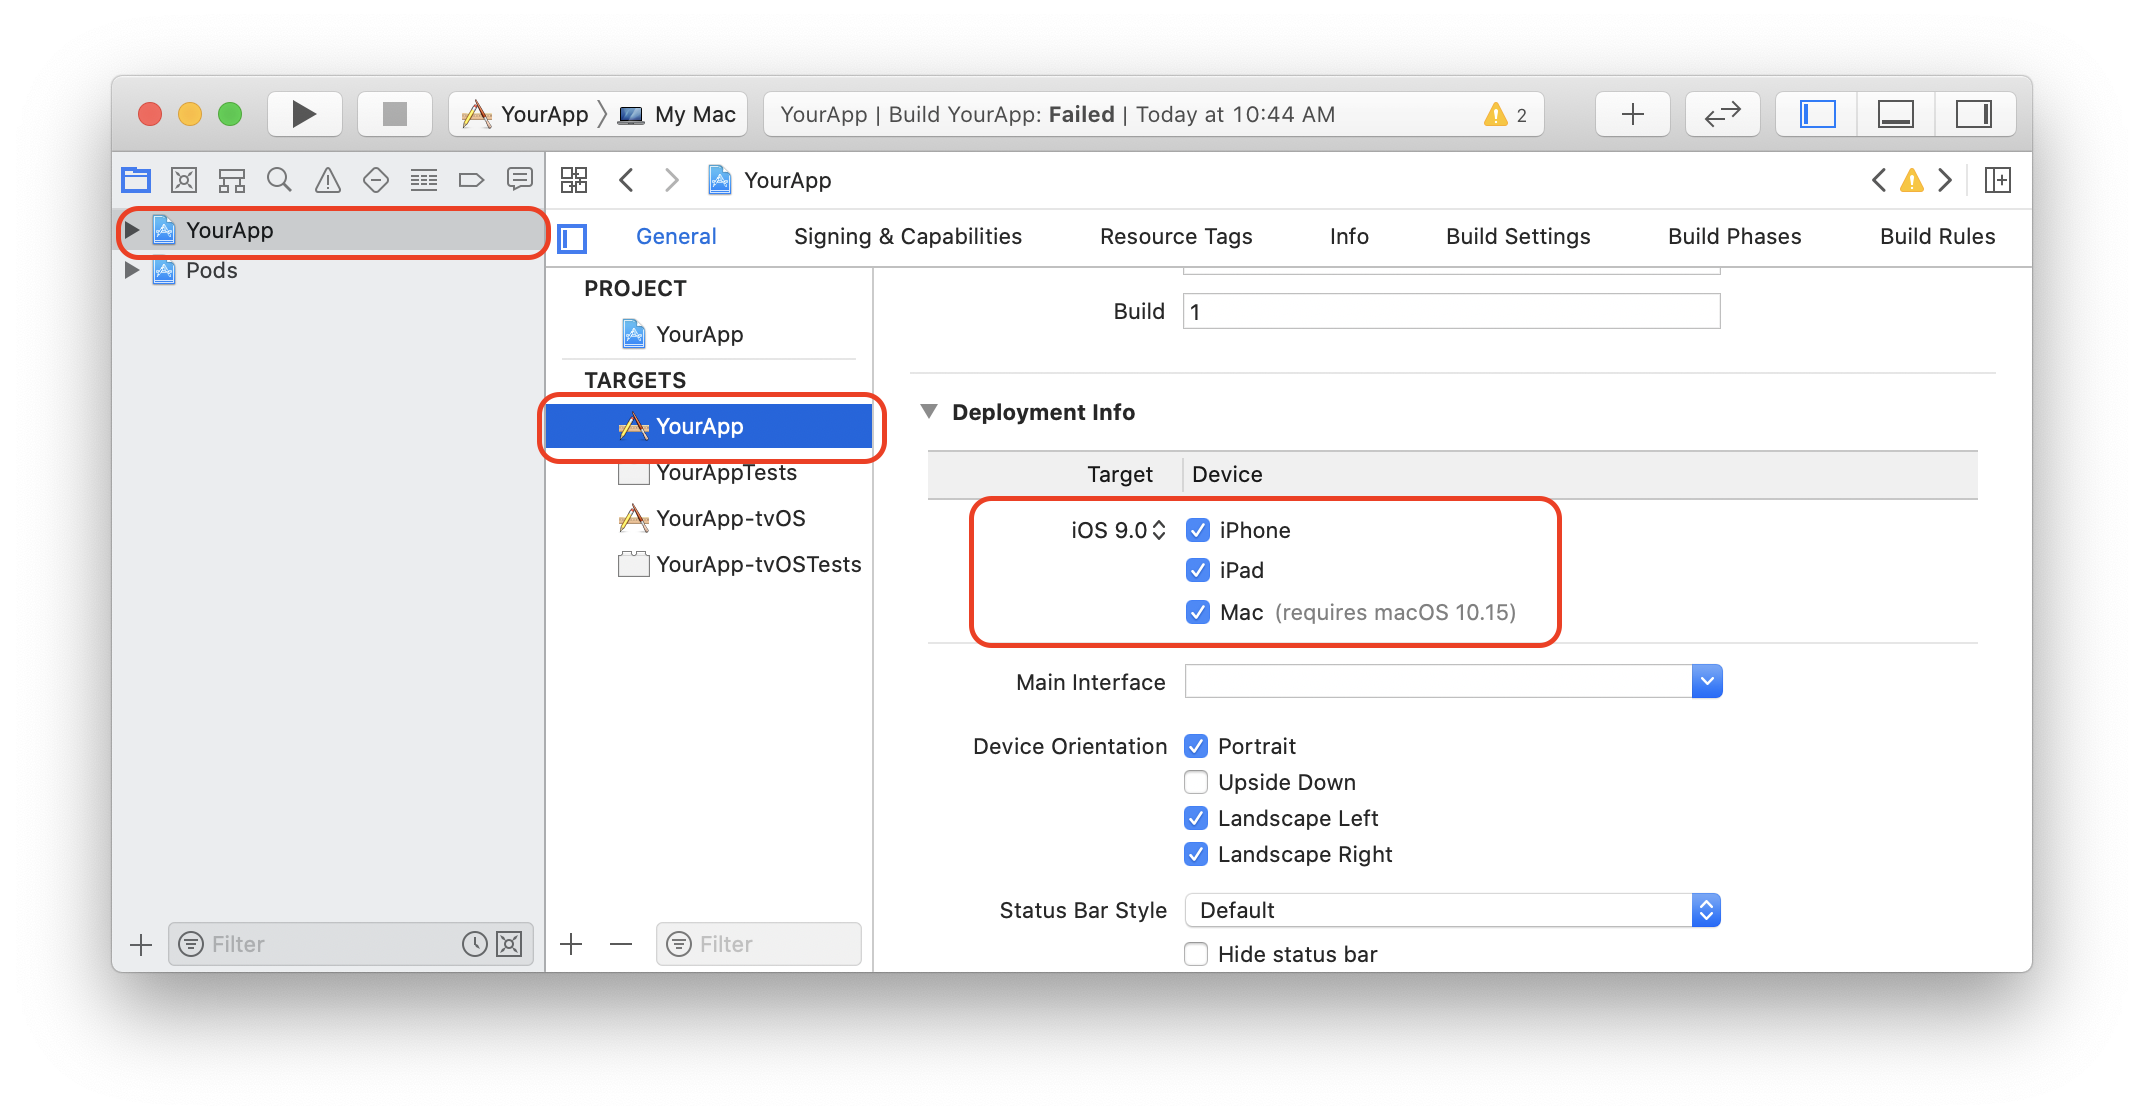 YourApp My Mac
YourApp | Build YourApp: Failed | Today at 10:44 AM
2
YourApp
Pods
Filter
YourApp
General Signing & Capabilities Resource Tags Info Build Settings Build Phases Build Rules
PROJECT
YourApp
TARGETS
YourApp
YourAppTests
YourApp-tvOS
YourApp-tvOSTests
Filter
Build 1
Deployment Info
Target Device
iOS 9.0 iPhone
iPad
Mac (requires macOS 10.15)
Main Interface
Device Orientation Portrait
Upside Down
Landscape Left
Landscape Right
Status Bar Style Default
Hide status bar